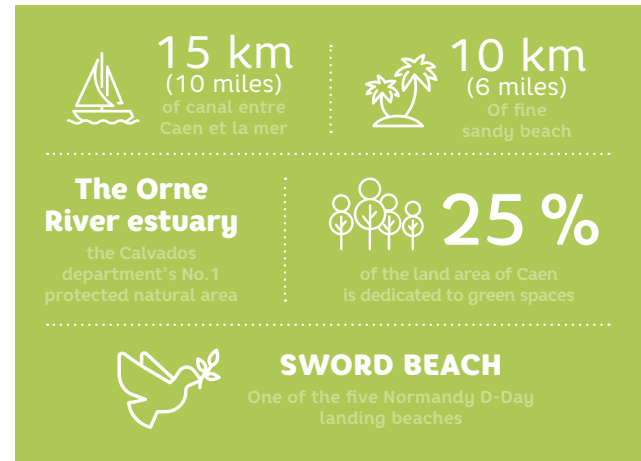 15 km
(10 miles)
of canal entre
Caen et la mer
10 km
(6 miles)
Of fine
sandy beach
The Orne
River estuary
the Calvados
department's No.1
protected natural area
25 %
of the land area of Caen
is dedicated to green spaces
SWORD BEACH
One of the five Normandy D-Day
landing beaches